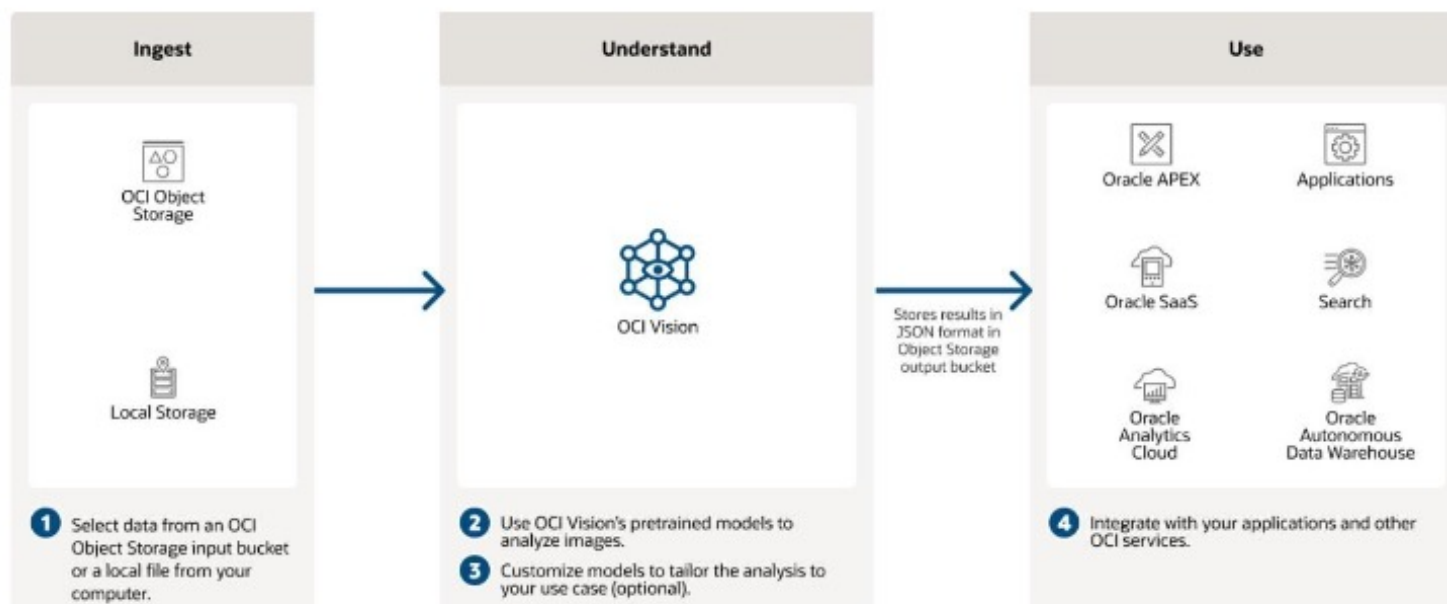 Ingest
Understand
Use
OCI Object
Storage
Local Storage
1 Select data from an OCI
Object Storage input bucket
or a local file from your
computer.
OCI Vision
2 Use OCI Vision's pretrained models to
analyze images.
3 Customize models to tailor the analysis to
your use case (optional).
Stores results in
JSON format in
Object Storage
output bucket
Oracle APEX
Applications
Oracle SaaS
Search
Oracle
Analytics
Cloud
Oracle
Autonomous
Data Warehouse
4 Integrate with your applications and other
OCI services.